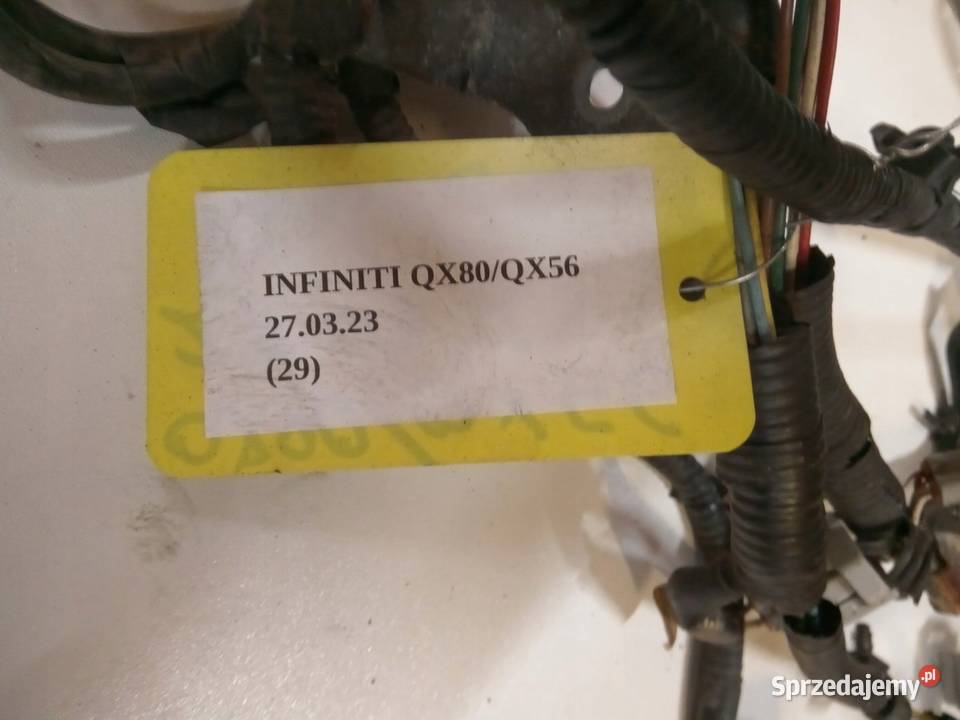 INFINITI QX80/QX56
27.03.23
(29)
Sprzedajemy.pl